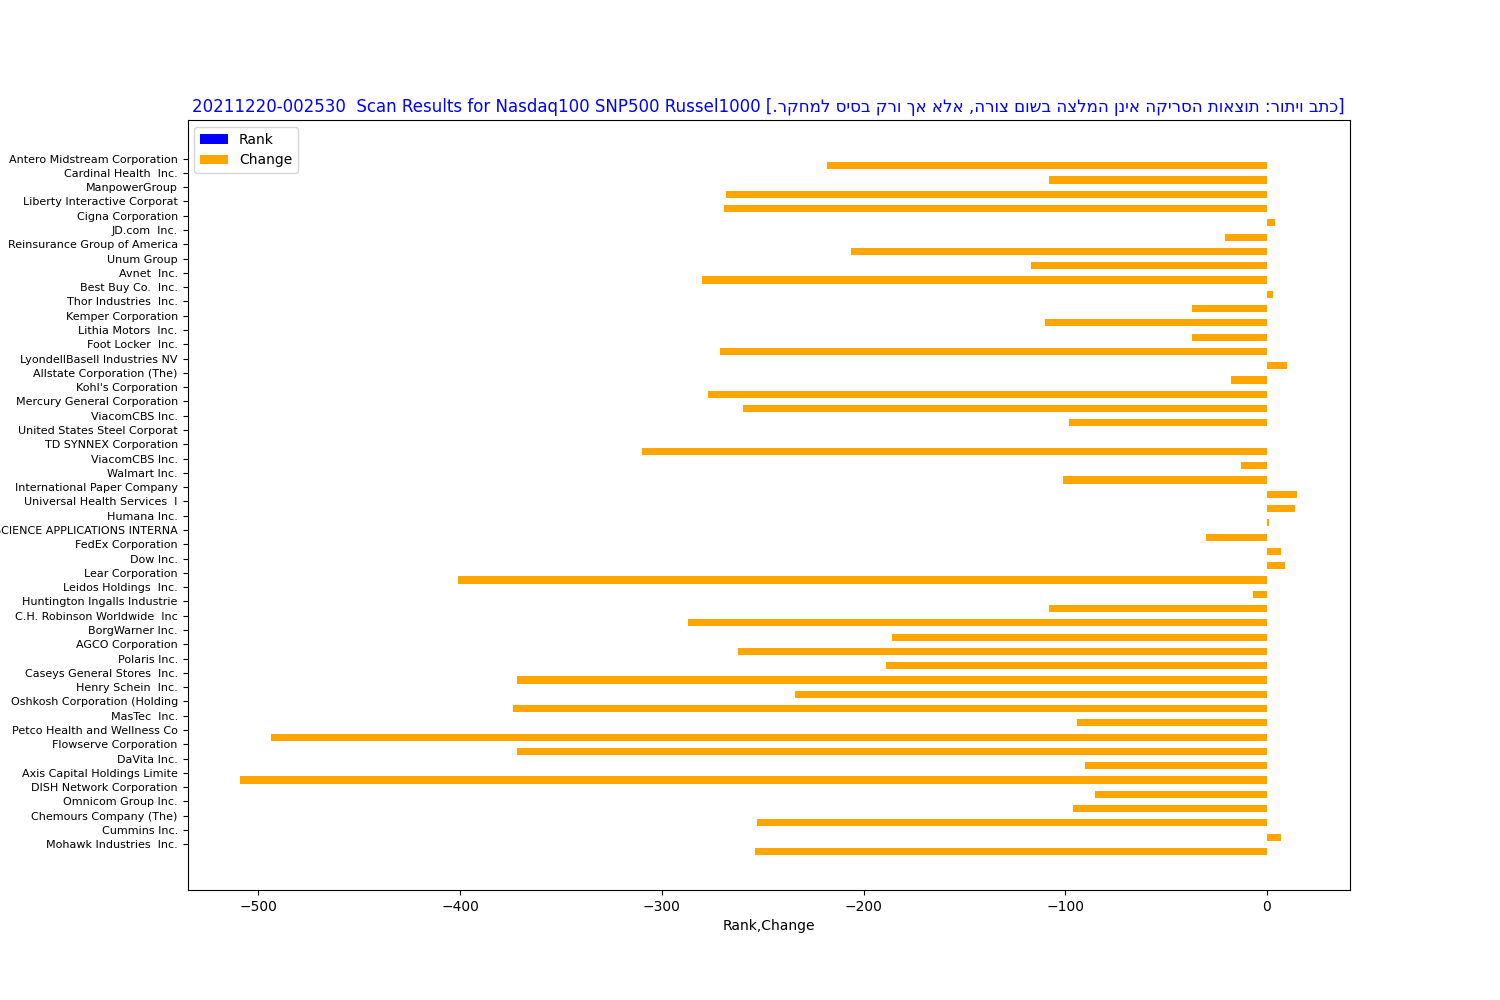 20211220-002530  Scan Results for Nasdaq100 SNP500 Russel1000 [כתב ויתור: תוצאות הסריקה אינן המלצה בשום צורה, אלא אך ורק בסיס למחקר.]
Rank
Change
Antero Midstream Corporation
Cardinal Health  Inc.
ManpowerGroup
Liberty Interactive Corporat
Cigna Corporation
JD.com  Inc.
Reinsurance Group of America
Unum Group
Avnet  Inc.
Best Buy Co.  Inc.
Thor Industries  Inc.
Kemper Corporation
Lithia Motors  Inc.
Foot Locker  Inc.
LyondellBasell Industries NV
Allstate Corporation (The)
Kohl's Corporation
Mercury General Corporation
ViacomCBS Inc.
United States Steel Corporat
TD SYNNEX Corporation
ViacomCBS Inc.
Walmart Inc.
International Paper Company
Universal Health Services  I
Humana Inc.
CIENCE APPLICATIONS INTERNA
FedEx Corporation
Dow Inc.
Lear Corporation
Leidos Holdings  Inc.
Huntington Ingalls Industrie
C.H. Robinson Worldwide  Inc
BorgWarner Inc.
AGCO Corporation
Polaris Inc.
Caseys General Stores  Inc.
Henry Schein  Inc.
Oshkosh Corporation (Holding
MasTec  Inc.
Petco Health and Wellness Co
Flowserve Corporation
DaVita Inc.
Axis Capital Holdings Limite
DISH Network Corporation
Omnicom Group Inc.
Chemours Company (The)
Cummins Inc.
Mohawk Industries  Inc.
−500 −400 −300 −200 −100 0
Rank,Change